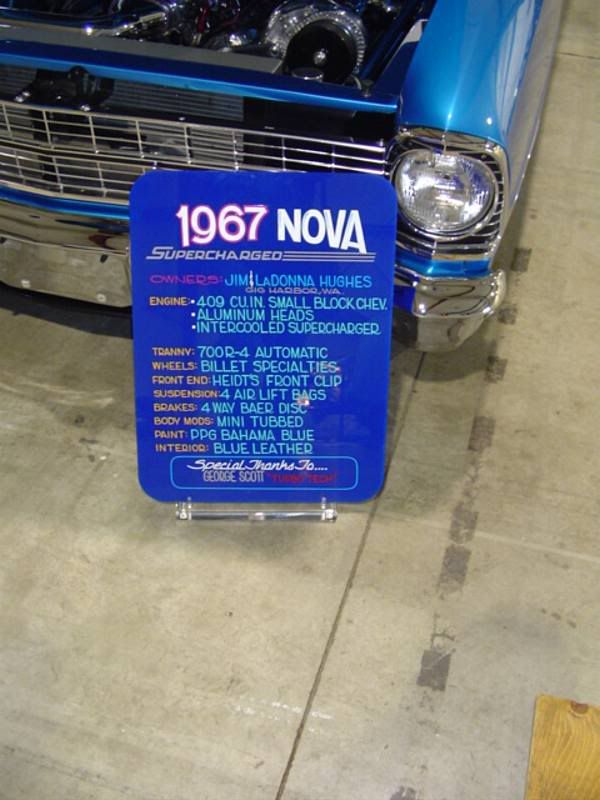 1967 NOVA
SUPERCHARGED
OWNERS: JIM & LADONNA HUGHES
GIG HARBOR, WA.
ENGINE: • 409 CU. IN. SMALL BLOCK CHEV.
• ALUMINUM HEADS
• INTERCOOLED SUPERCHARGER
TRANNY: 700R-4 AUTOMATIC
WHEELS: BILLET SPECIALTIES
FRONT END: HEIDT'S FRONT CLIP
SUSPENSION: 4 AIR LIFT BAGS
BRAKES: 4 WAY BAER DISC
BODY MODS: MINI TUBBED
PAINT: PPG BAHAMA BLUE
INTERIOR: BLUE LEATHER
Special Thanks To....
GEORGE SCOTT "TURBO TECH"